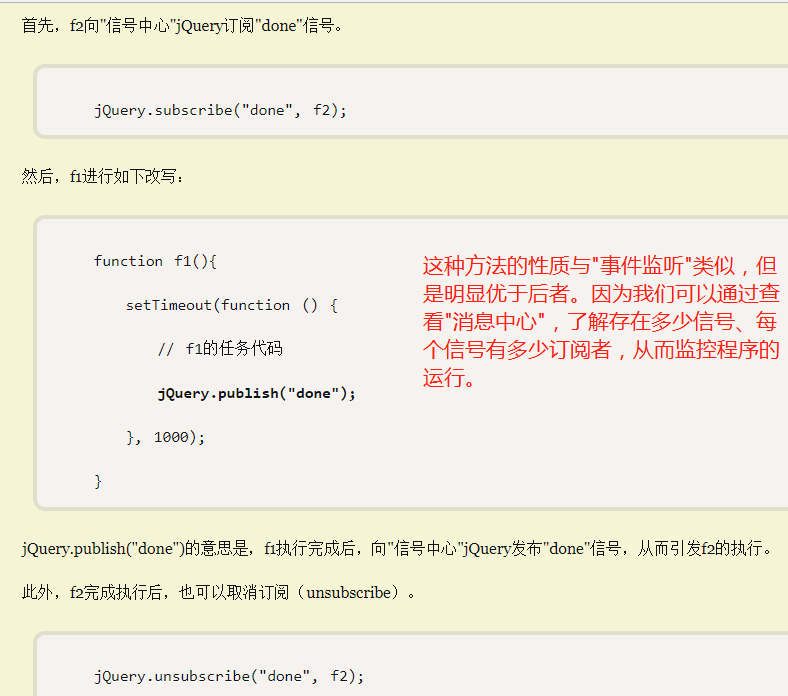 首先，f2向"信号中心"jQuery订阅"done"信号。
jQuery.subscribe("done", f2);
然后，f1进行如下改写：
function f1(){
setTimeout(function () {
// f1的任务代码
jQuery.publish("done");
}, 1000);
}
这种方法的性质与"事件监听"类似，但
是明显优于后者。因为我们可以通过查
看"消息中心"，了解存在多少信号、每
个信号有多少订阅者，从而监控程序的
运行。
jQuery.publish("done")的意思是，f1执行完成后，向"信号中心"jQuery发布"done"信号，从而引发f2的执行。
此外，f2完成执行后，也可以取消订阅（unsubscribe）。
jQuery.unsubscribe("done", f2);